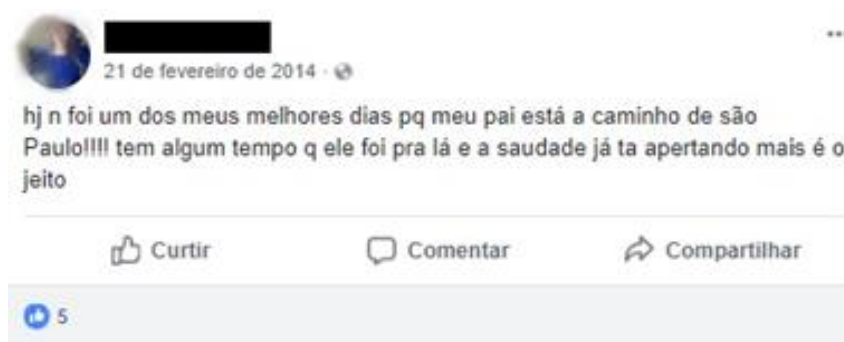 21 de fevereiro de 2014 ·
hj n foi um dos meus melhores dias pq meu pai está a caminho de são
Paulo!!!! tem algum tempo q ele foi pra lá e a saudade já ta apertando mais é o
jeito
Curtir Comentar Compartilhar
5